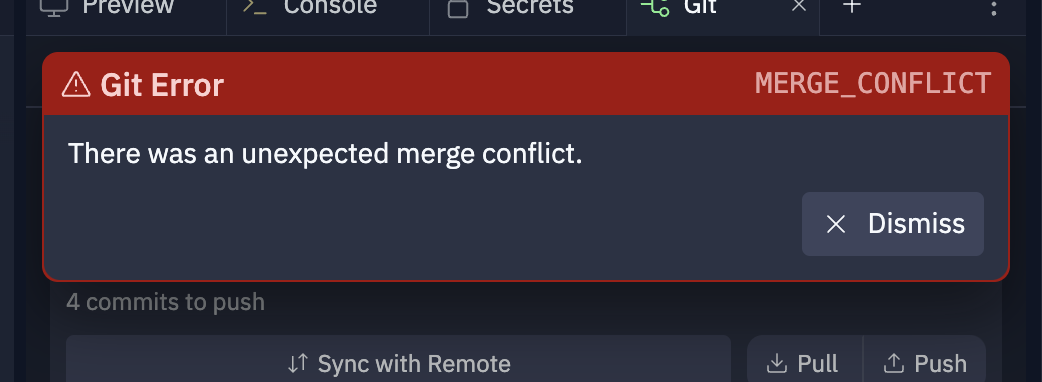 Preview
Console
Secrets
Git
Git Error
MERGE_CONFLICT
There was an unexpected merge conflict.
Dismiss
4 commits to push
Sync with Remote
Pull
Push